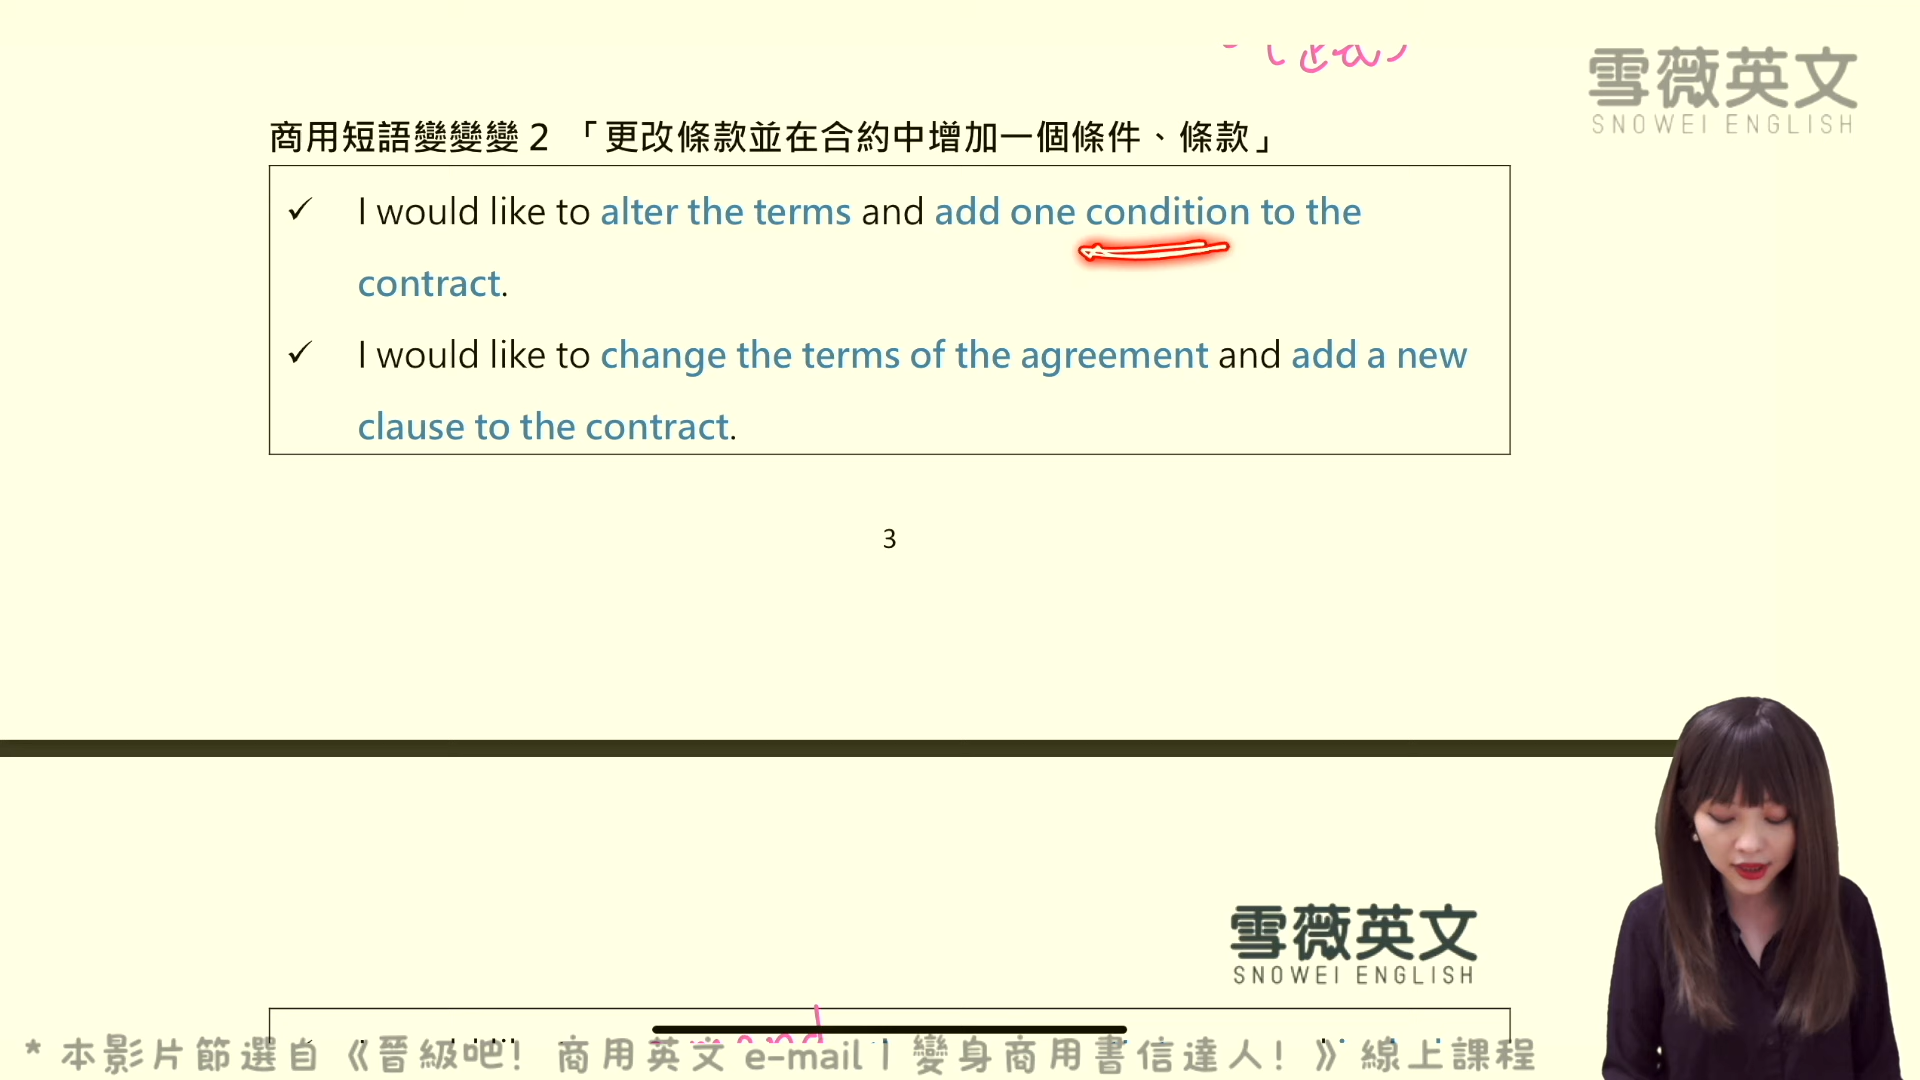 雪薇英文
SNOWEI ENGLISH
商用短語變變變 2 「更改條款並在合約中增加一個條件、條款」
✓ I would like to alter the terms and add one condition to the
contract.
✓ I would like to change the terms of the agreement and add a new
clause to the contract.
3
雪薇英文
SNOWEI ENGLISH
* 本影片節選自《晉級吧! 商用英文 e-mail | 變身商用書信達人! 》線上課程